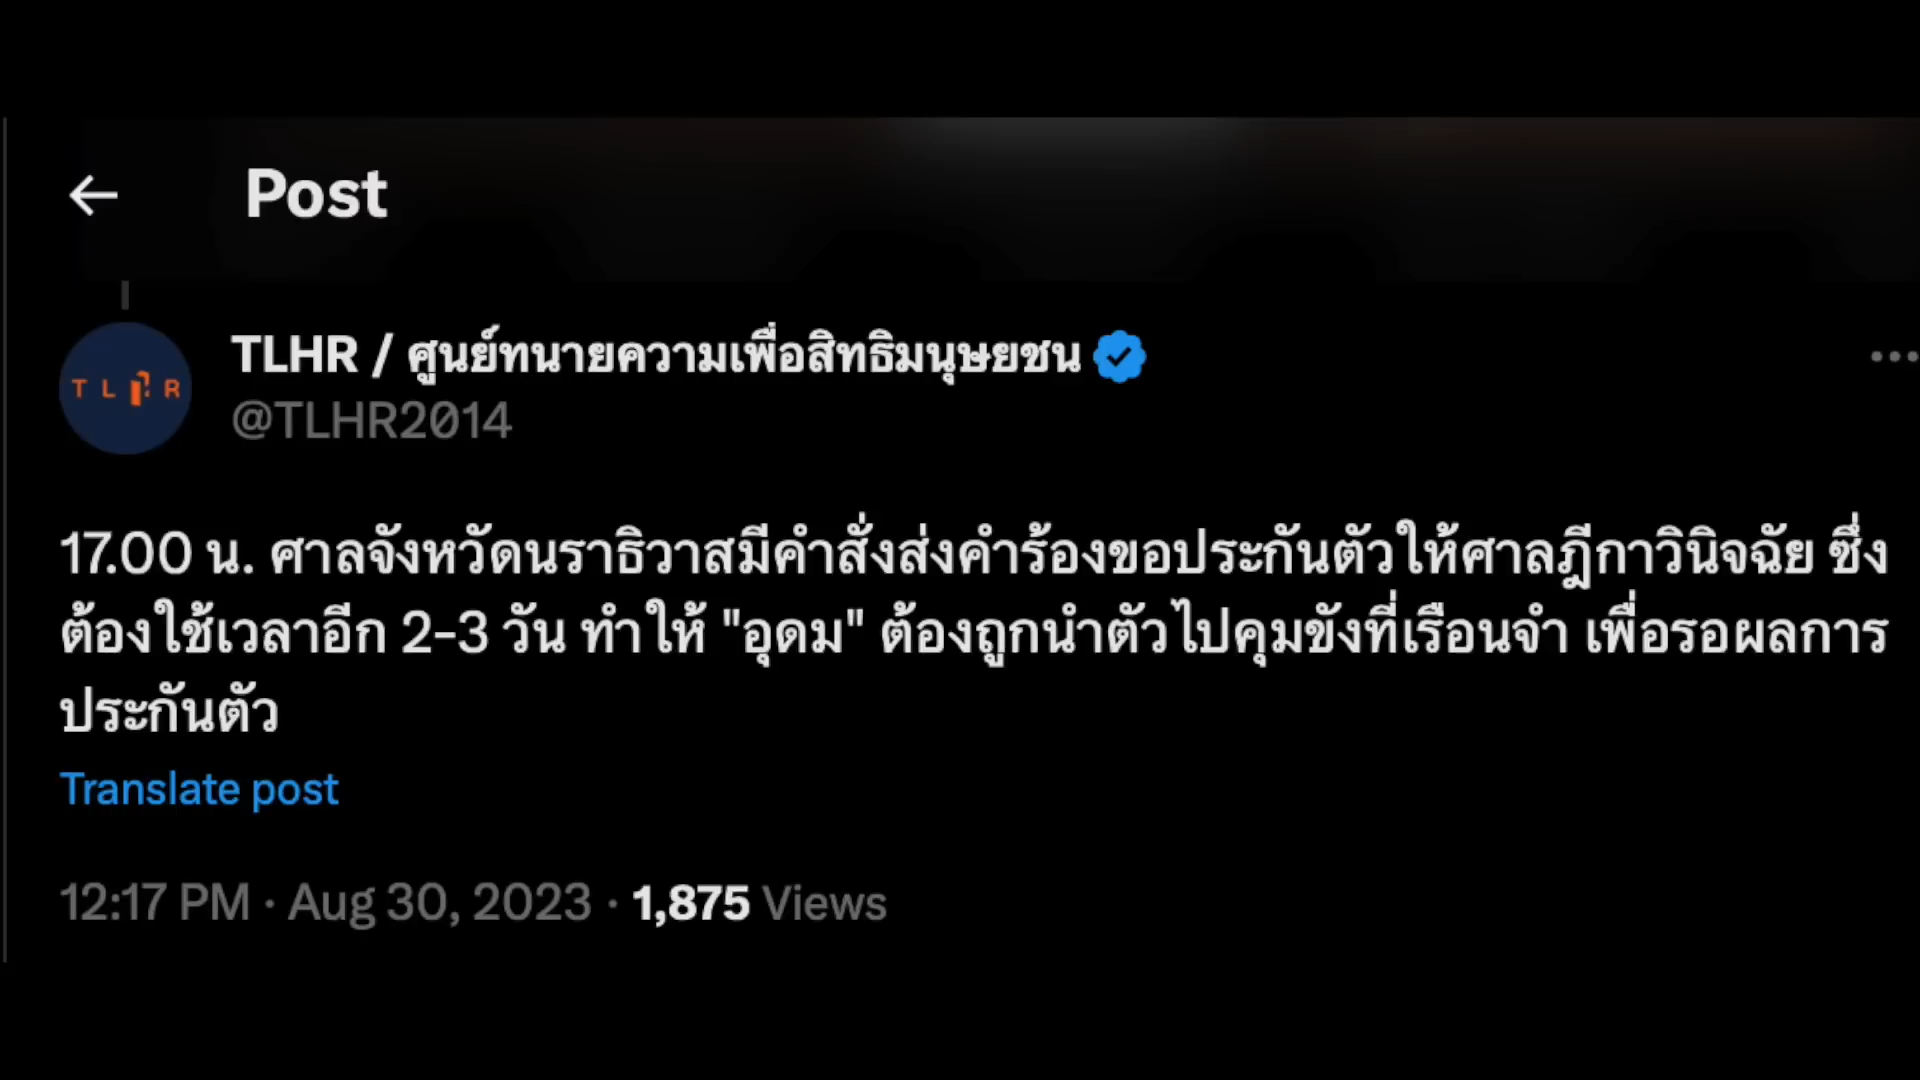 Post
TLHR / ศูนย์ทนายความเพื่อสิทธิมนุษยชน
@TLHR2014
17.00 น. ศาลจังหวัดนราธิวาสมีคำสั่งส่งคำร้องขอประกันตัวให้ศาลฎีกาวินิจฉัย ซึ่ง
ต้องใช้เวลาอีก 2-3 วัน ทำให้ "อุดม" ต้องถูกนำตัวไปคุมขังที่เรือนจำ เพื่อรอผลการ
ประกันตัว
Translate post
12:17 PM · Aug 30, 2023 · 1,875 Views